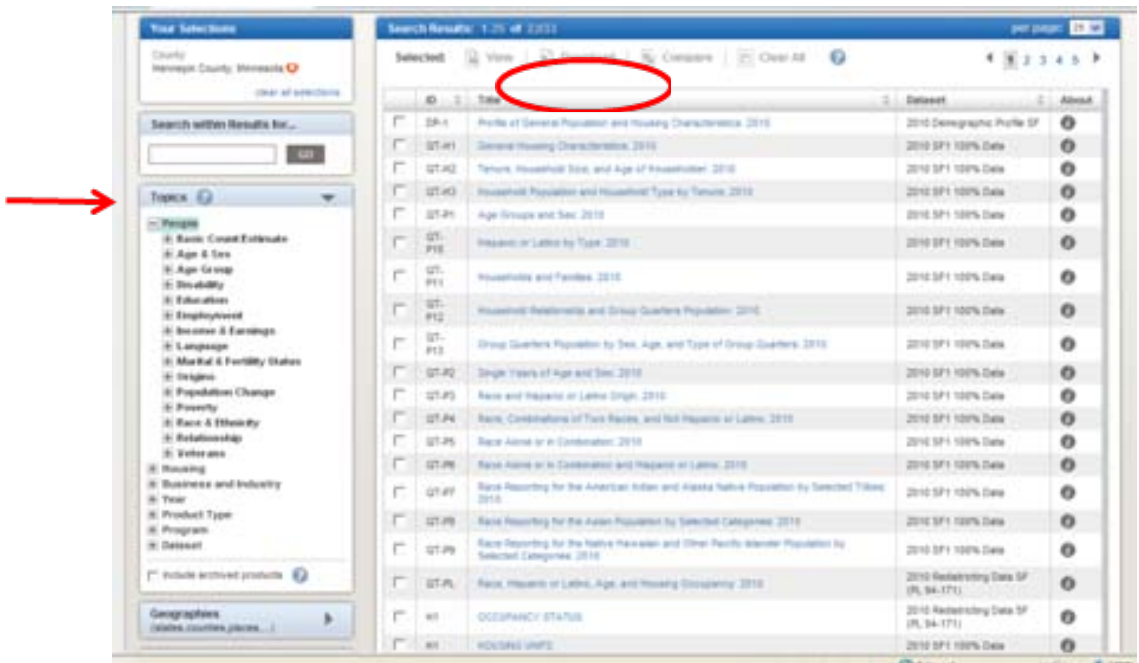 Your Selections
County
Hennepin County, Minnesota
clear all selections
Search within Results for...
GO
Topics
People
Basic Count/Estimate
Age & Sex
Age Group
Disability
Education
Employment
Income & Earnings
Language
Marital & Fertility Status
Origins
Population Change
Poverty
Race & Ethnicity
Relationship
Veterans
Housing
Business and Industry
Year
Product Type
Program
Dataset
Include archived products
Geographies
(states, counties, places, ...)
Search Results: 1-25 of
per page: 25
Selected: View Download Compare Clear All 1 2 3 4 5
ID Title Dataset About
DP-1 Profile of General Population and Housing Characteristics: 2010 2010 Demographic Profile SF
QT-H1 General Housing Characteristics: 2010 2010 SF1 100% Data
QT-H2 Tenure, Household Size, and Age of Householder: 2010 2010 SF1 100% Data
QT-H3 Household Population and Household Type by Tenure: 2010 2010 SF1 100% Data
QT-P1 Age Groups and Sex: 2010 2010 SF1 100% Data
QT-
P10 Hispanic or Latino by Type: 2010 2010 SF1 100% Data
QT-
P11 Households and Families: 2010 2010 SF1 100% Data
QT-
P12 Household Relationship and Group Quarters Population: 2010 2010 SF1 100% Data
QT-
P13 Group Quarters Population by Sex, Age, and Type of Group Quarters: 2010 2010 SF1 100% Data
QT-P2 Single Years of Age and Sex: 2010 2010 SF1 100% Data
QT-P3 Race and Hispanic or Latino Origin: 2010 2010 SF1 100% Data
QT-P4 Race, Combinations of Two Races, and Not Hispanic or Latino: 2010 2010 SF1 100% Data
QT-P5 Race Alone or in Combination: 2010 2010 SF1 100% Data
QT-P6 Race Alone or in Combination and Hispanic or Latino: 2010 2010 SF1 100% Data
QT-P7 Race Reporting for the American Indian and Alaska Native Population by Selected Tribes:
2010 2010 SF1 100% Data
QT-P8 Race Reporting for the Asian Population by Selected Categories: 2010 2010 SF1 100% Data
QT-P9 Race Reporting for the Native Hawaiian and Other Pacific Islander Population by
Selected Categories: 2010 2010 SF1 100% Data
QT-PL Race, Hispanic or Latino, Age, and Housing Occupancy: 2010 2010 Redistricting Data SF
(PL 94-171)
H1 OCCUPANCY STATUS 2010 Redistricting Data SF
(PL 94-171)
H1 HOUSING UNITS 2010 SF1 100% Data